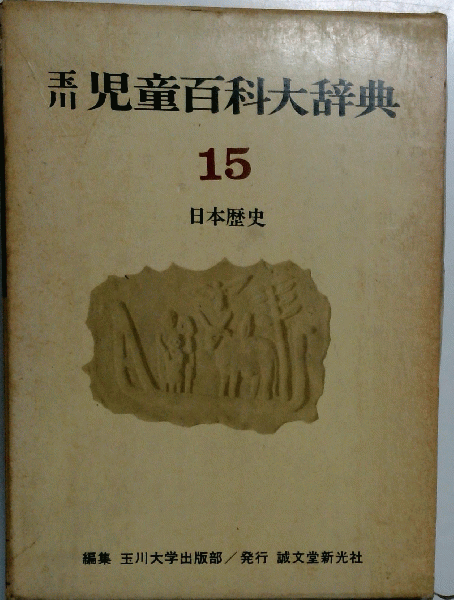 玉川 児童百科大辞典
15
日本歴史
編集 玉川大学出版部/発行 誠文堂新光社